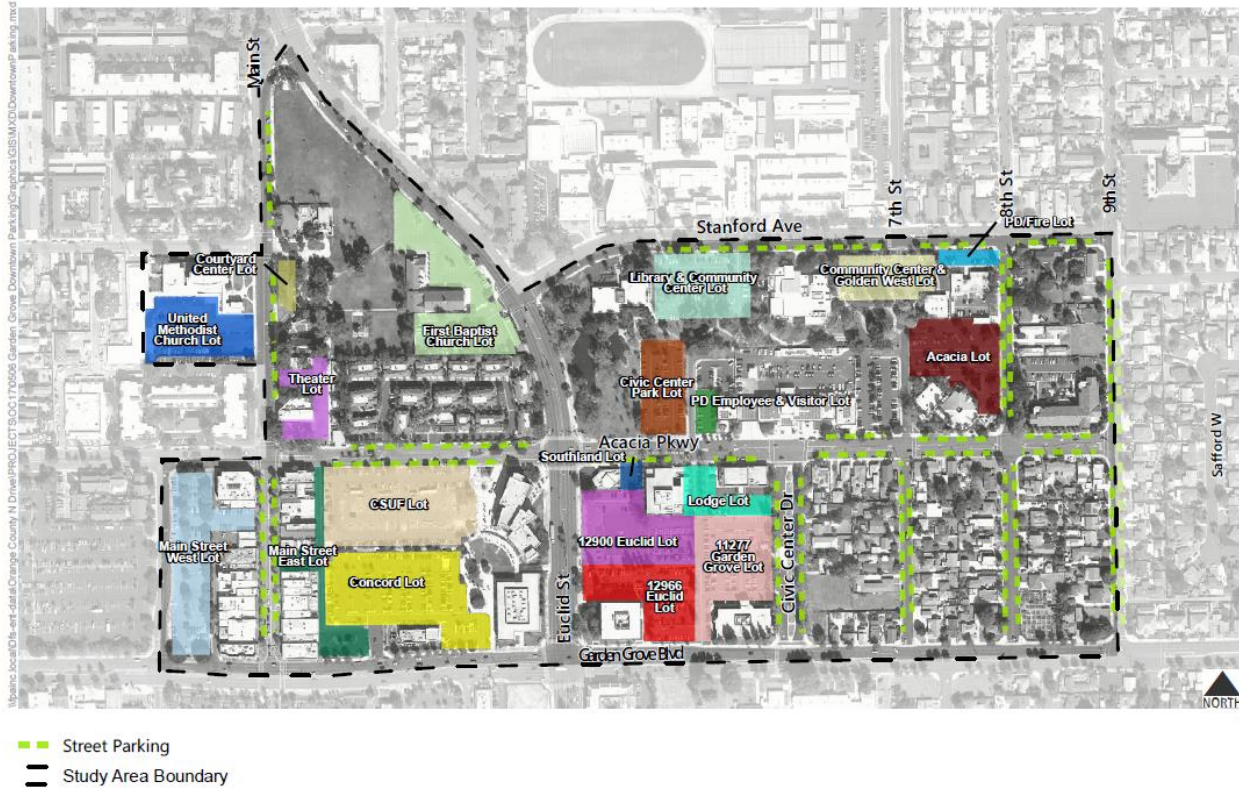 Main St
Stanford Ave
7th St
8th St
9th St
PD/Fire Lot
Courtyard
Center Lot
Library & Community
Center Lot
Community Center &
Golden West Lot
United
Methodist
Church Lot
First Baptist
Church Lot
Acacia Lot
Theater
Lot
Civic Center
Park Lot
PD Employee & Visitor Lot
Acacia Pkwy
Southland Lot
Safford W
CSUF Lot
Lodge Lot
Main Street
West Lot
Main Street
East Lot
12900 Euclid Lot
11277
Garden
Grove Lot
Concord Lot
12966
Euclid
Lot
Euclid St
Civic Center Dr
Garden Grove Blvd
NORTH
Street Parking
Study Area Boundary